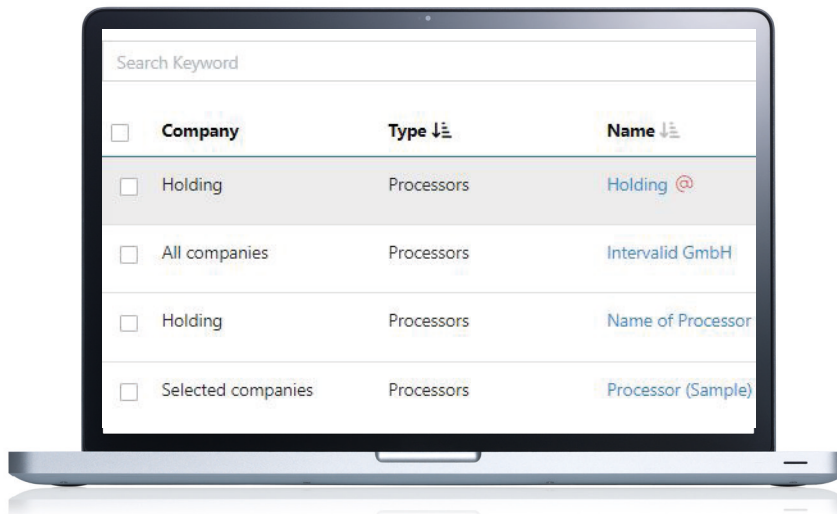 Search Keyword
Company Type Name
Holding Processors Holding @
All companies Processors Intervalid GmbH
Holding Processors Name of Processor
Selected companies Processors Processor (Sample)